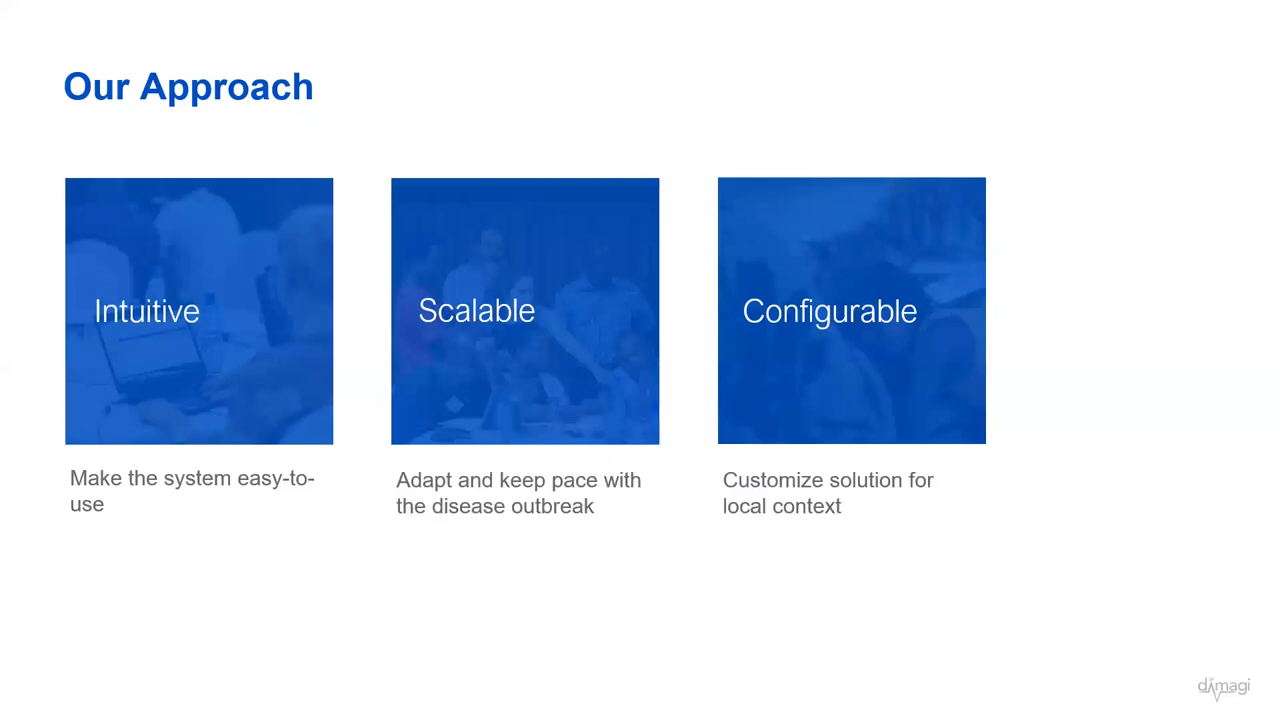 Our Approach
Intuitive
Scalable
Configurable
Make the system easy-to-
use
Adapt and keep pace with
the disease outbreak
Customize solution for
local context
dimagi